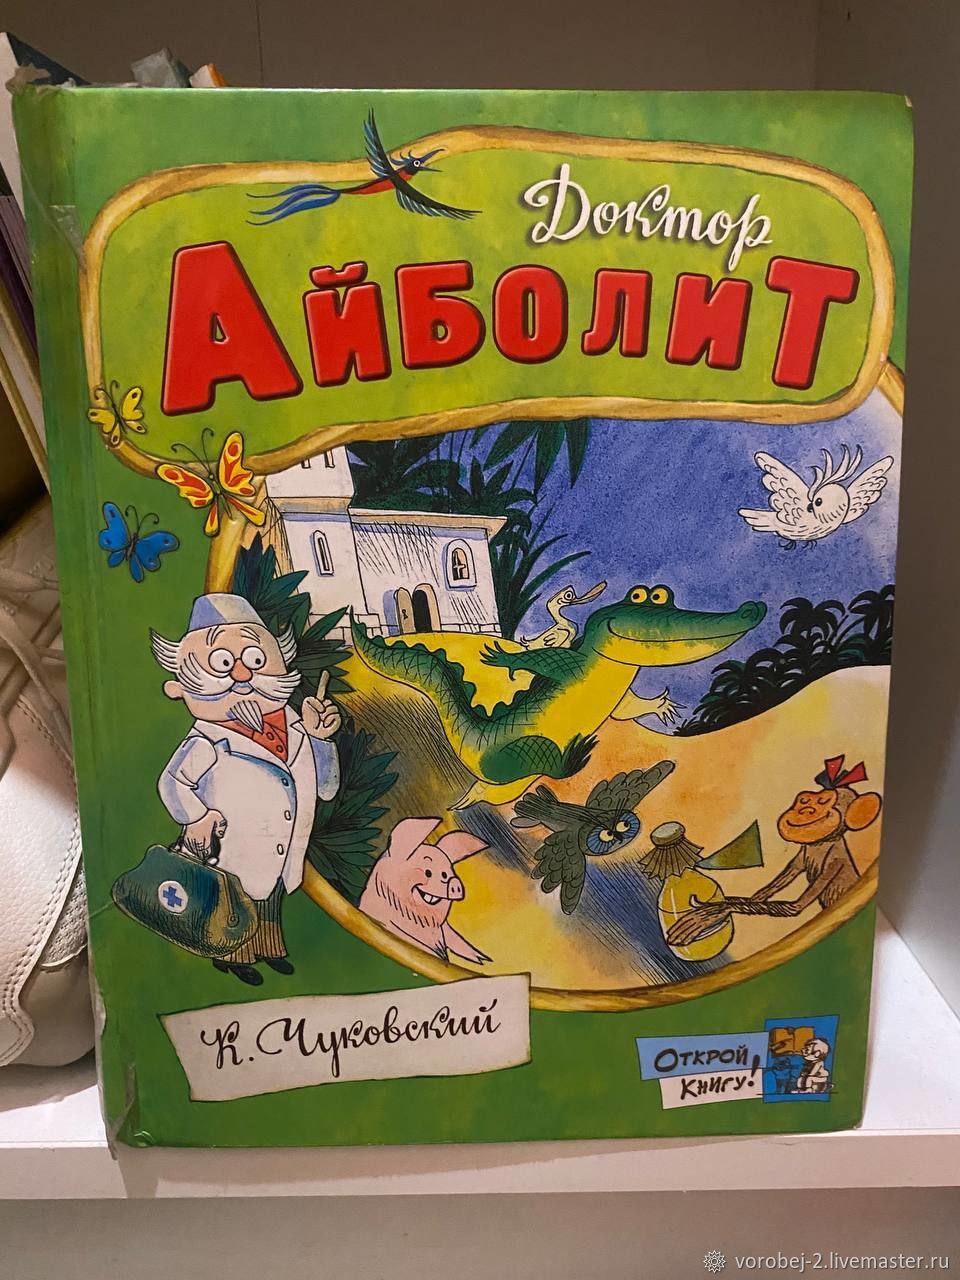 Доктор
Айболит
К. Чуковский
Открой
книгу!
vorobej-2.livemaster.ru